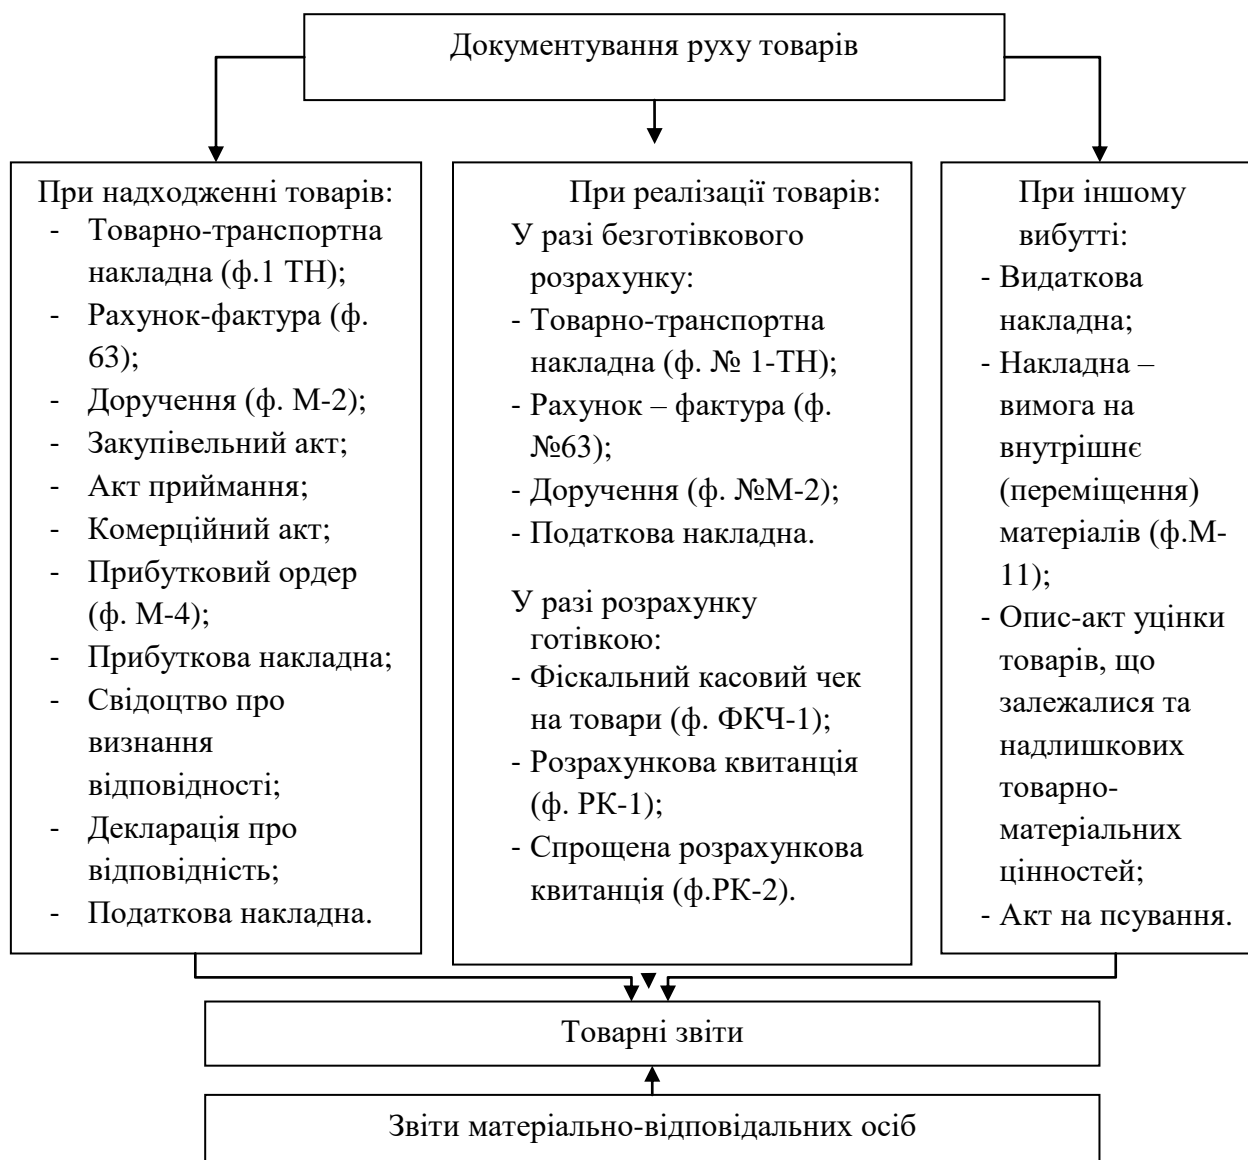 Документування руху товарів
При надходженні товарів:
- Товарно-транспортна
накладна (ф.1 ТН);
- Рахунок-фактура (ф.
63);
- Доручення (ф. М-2);
- Закупівельний акт;
- Акт приймання;
- Комерційний акт;
- Прибутковий ордер
(ф. М-4);
- Прибуткова накладна;
- Свідоцтво про
визнання
відповідності;
- Декларація про
відповідність;
- Податкова накладна.
При реалізації товарів:
У разі безготівкового
розрахунку:
- Товарно-транспортна
накладна (ф. № 1-ТН);
- Рахунок – фактура (ф.
№63);
- Доручення (ф. №М-2);
- Податкова накладна.
У разі розрахунку
готівкою:
- Фіскальний касовий чек
на товари (ф. ФКЧ-1);
- Розрахункова квитанція
(ф. РК-1);
- Спрощена розрахункова
квитанція (ф.РК-2).
При іншому
вибутті:
- Видаткова
накладна;
- Накладна –
вимога на
внутрішнє
(переміщення)
матеріалів (ф.М-
11);
- Опис-акт уцінки
товарів, що
залежалися та
надлишкових
товарно-
матеріальних
цінностей;
- Акт на псування.
Товарні звіти
Звіти матеріально-відповідальних осіб